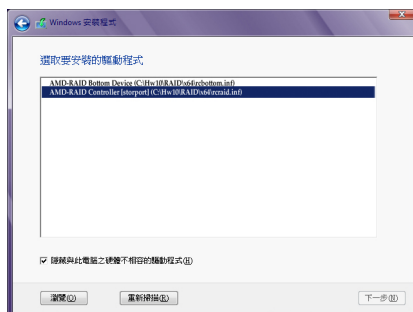 Windows 安裝程式
選取要安裝的驅動程式
AMD-RAID Bottom Device (C:\Hw10\RAID\x64\rcbottom.inf)
AMD-RAID Controller [storport] (C:\Hw10\RAID\x64\rcraid.inf)
隱藏與此電腦之硬體不相容的驅動程式(H)
瀏覽(O)
重新掃描(R)
下一步(N)